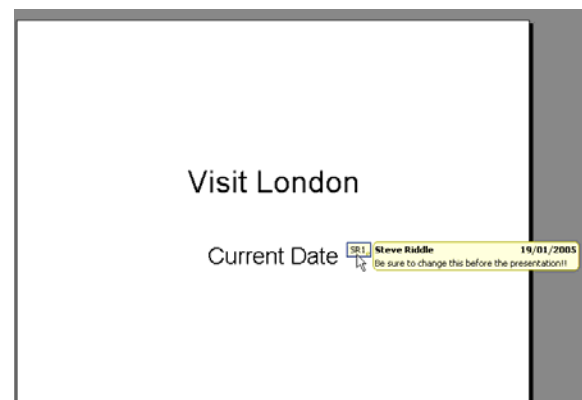 Visit London
Current Date
SR1 Steve Riddle 19/01/2005
Be sure to change this before the presentation!!